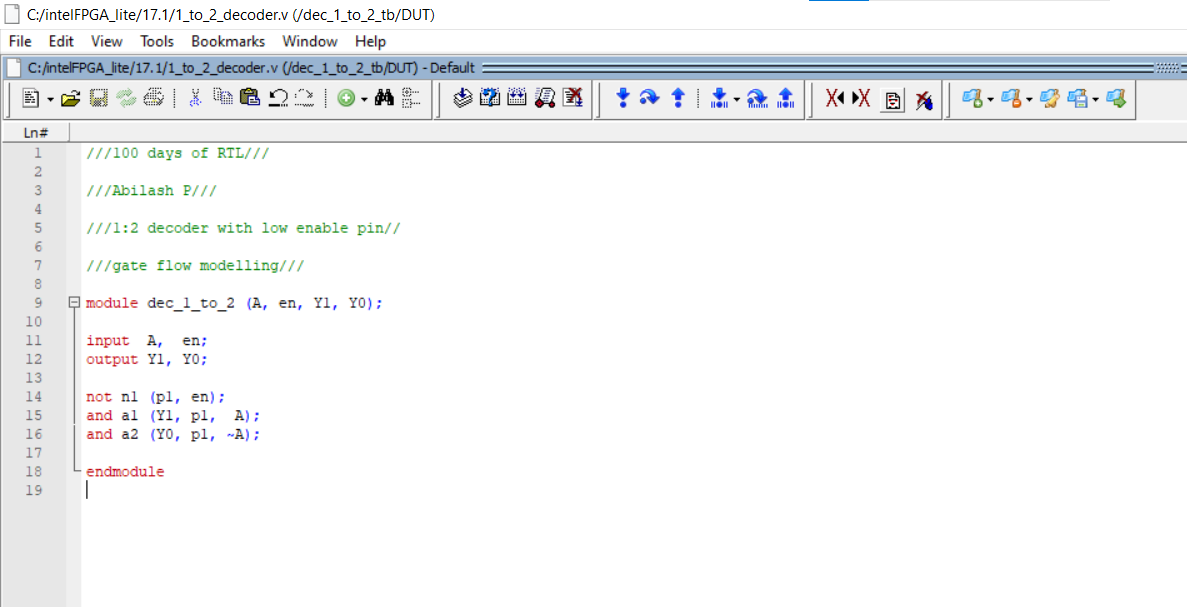 C:/intelFPGA_lite/17.1/1_to_2_decoder.v (/dec_1_to_2_tb/DUT)
File Edit View Tools Bookmarks Window Help
C:/intelFPGA_lite/17.1/1_to_2_decoder.v (/dec_1_to_2_tb/DUT) - Default
Ln#
1 ///100 days of RTL///
2
3 ///Abilash P///
4
5 ///1:2 decoder with low enable pin//
6
7 ///gate flow modelling///
8
9 module dec_1_to_2 (A, en, Y1, Y0);
10
11 input  A,  en;
12 output Y1, Y0;
13
14 not n1 (p1, en);
15 and a1 (Y1, p1,  A);
16 and a2 (Y0, p1, ~A);
17
18 endmodule
19